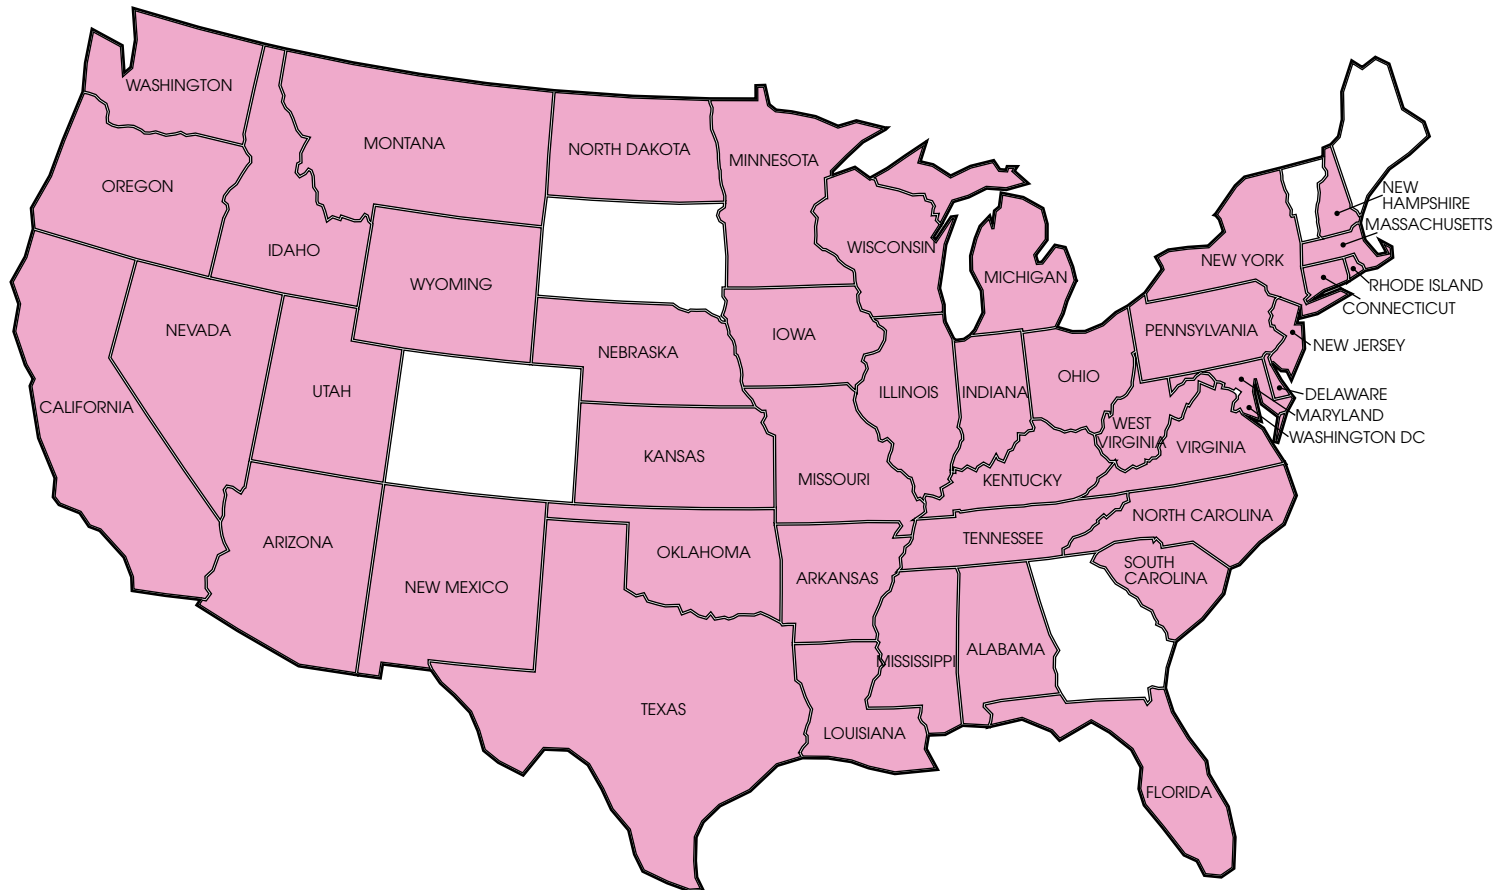 WASHINGTON
MONTANA
NORTH DAKOTA
MINNESOTA
OREGON
NEW
HAMPSHIRE
MASSACHUSETTS
IDAHO
WISCONSIN
NEW YORK
WYOMING
MICHIGAN
RHODE ISLAND
CONNECTICUT
NEVADA
IOWA
PENNSYLVANIA
NEW JERSEY
NEBRASKA
UTAH
OHIO
ILLINOIS
INDIANA
DELAWARE
CALIFORNIA
MARYLAND
WEST
VIRGINIA
WASHINGTON DC
VIRGINIA
KANSAS
MISSOURI
KENTUCKY
NORTH CAROLINA
ARIZONA
TENNESSEE
OKLAHOMA
SOUTH
CAROLINA
ARKANSAS
NEW MEXICO
ALABAMA
MISSISSIPPI
TEXAS
LOUISIANA
FLORIDA